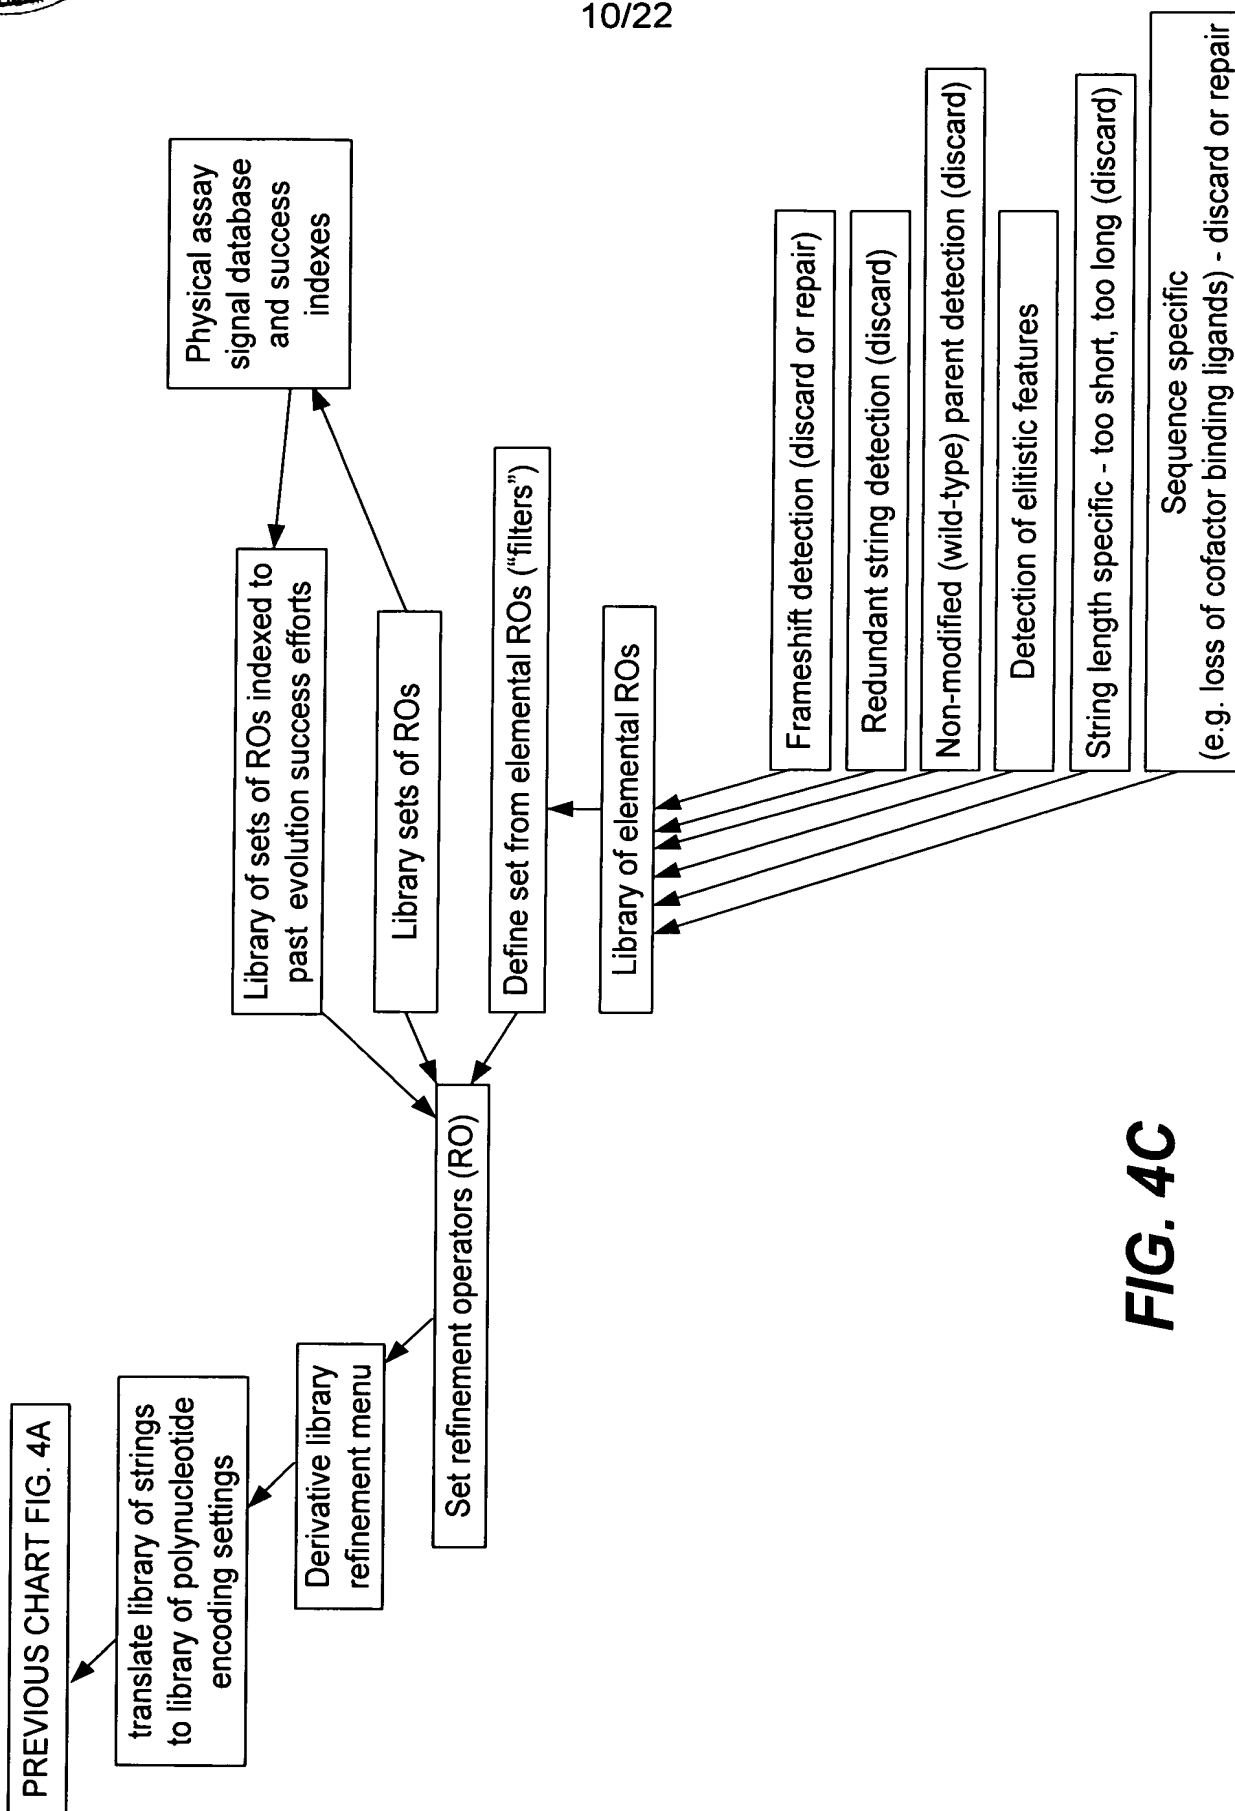 10/22
PREVIOUS CHART FIG. 4A
translate library of strings
to library of polynucleotide
encoding settings
Derivative library
refinement menu
Set refinement operators (RO)
Library of sets of ROs indexed to
past evolution success efforts
Physical assay
signal database
and success
indexes
Library sets of ROs
Define set from elemental ROs (“filters”)
Library of elemental ROs
Frameshift detection (discard or repair)
Redundant string detection (discard)
Non-modified (wild-type) parent detection (discard)
Detection of elitistic features
String length specific - too short, too long (discard)
Sequence specific
(e.g. loss of cofactor binding ligands) - discard or repair
FIG. 4C